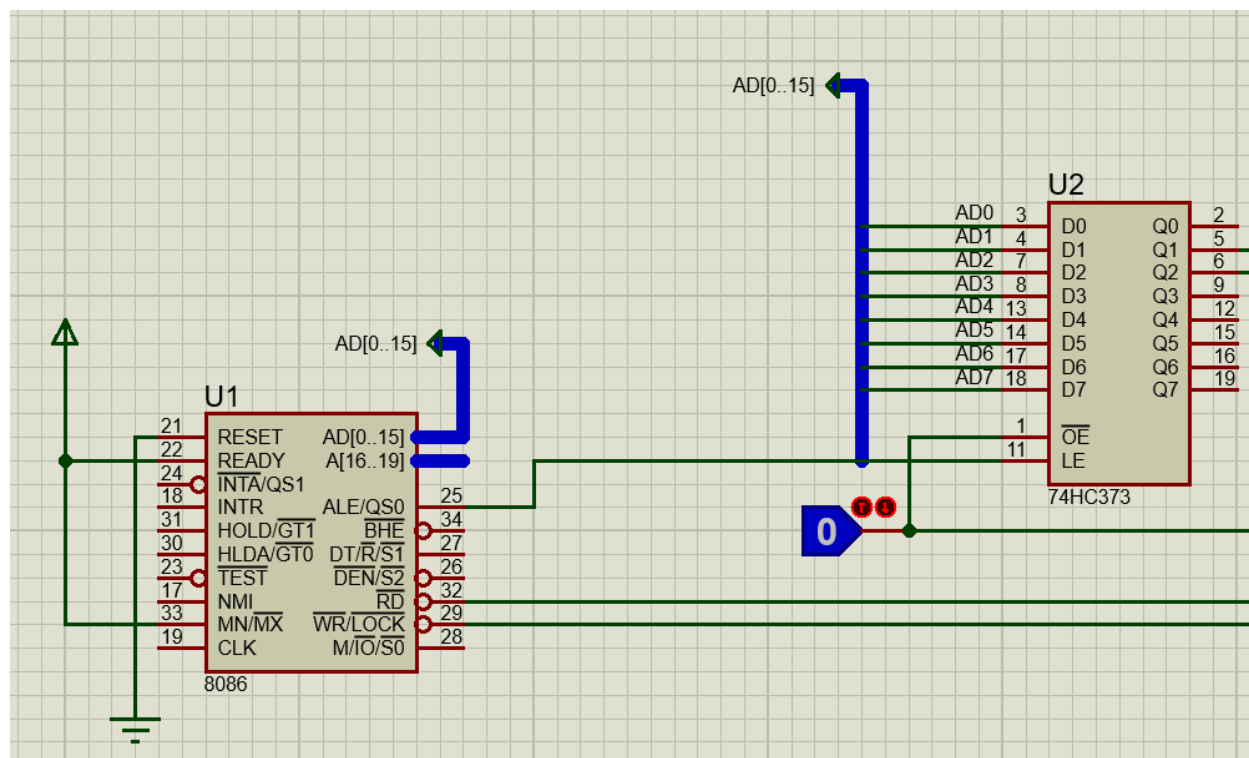 AD[0..15]
U2
AD0 3 D0 Q0 2
AD1 4 D1 Q1 5
AD2 7 D2 Q2 6
AD3 8 D3 Q3 9
AD4 13 D4 Q4 12
AD5 14 D5 Q5 15
AD6 17 D6 Q6 16
AD7 18 D7 Q7 19
1 OE
11 LE
74HC373
0
AD[0..15]
U1
21 RESET AD[0..15]
22 READY A[16..19]
24 INTA/QS1
18 INTR ALE/QS0 25
31 HOLD/GT1 BHE 34
30 HLDA/GT0 DT/R/S1 27
23 TEST DEN/S2 26
17 NMI RD 32
33 MN/MX WR/LOCK 29
19 CLK M/IO/S0 28
8086